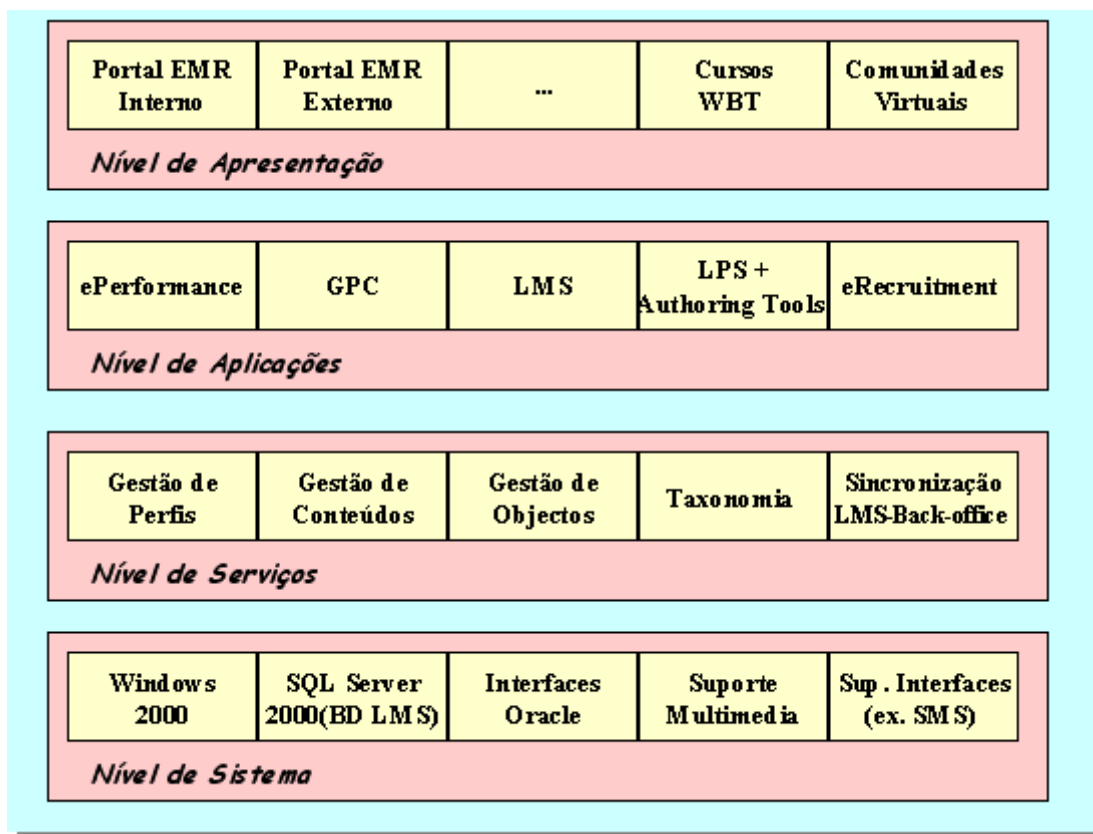 Portal EMR
Interno
Portal EMR
Externo
...
Cursos
WBT
Comunidades
Virtuais
Nível de Apresentação
ePerformance
GPC
LMS
LPS +
Authoring Tools
eRecruitment
Nível de Aplicações
Gestão de
Perfis
Gestão de
Conteúdos
Gestão de
Objectos
Taxonomia
Sincronização
LMS-Back-office
Nível de Serviços
Windows
2000
SQL Server
2000(BD LMS)
Interfaces
Oracle
Suporte
Multimedia
Sup. Interfaces
(ex. SMS)
Nível de Sistema